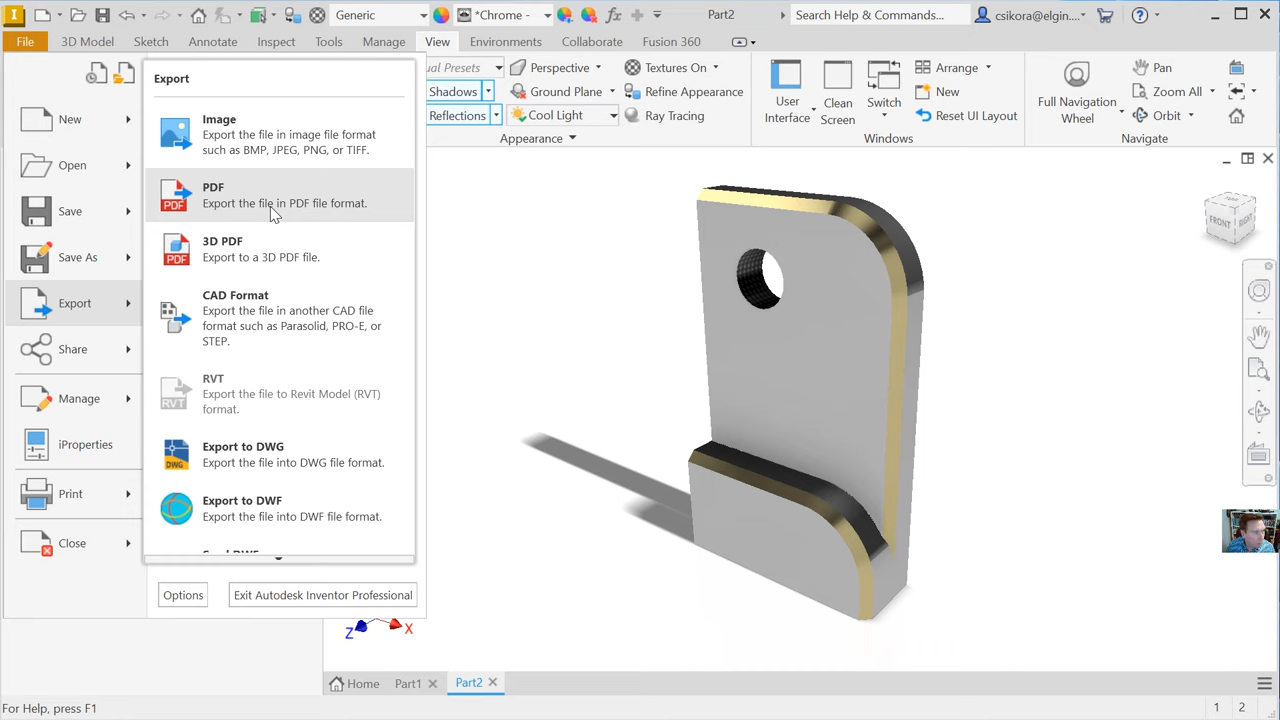 Generic
*Chrome -
Part2
Search Help & Commands...
csikora@elgin....
File
3D Model
Sketch
Annotate
Inspect
Tools
Manage
View
Environments
Collaborate
Fusion 360
Export
ual Presets
Perspective
Textures On
Shadows
Ground Plane
Refine Appearance
Reflections
Cool Light
Ray Tracing
Appearance
User
Interface
Clean
Screen
Switch
Arrange
New
Reset UI Layout
Windows
Full Navigation
Wheel
Pan
Zoom All
Orbit
Navigate
New
Open
Save
Save As
Export
Share
Manage
iProperties
Print
Close
Image
Export the file in image file format
such as BMP, JPEG, PNG, or TIFF.
PDF
PDF
Export the file in PDF file format.
PDF
3D PDF
Export to a 3D PDF file.
CAD Format
Export the file in another CAD file
format such as Parasolid, PRO-E, or
STEP.
RVT
RVT
Export the file to Revit Model (RVT)
format.
DWG
Export to DWG
Export the file into DWG file format.
Export to DWF
Export the file into DWF file format.
Options
Exit Autodesk Inventor Professional
FRONT
RIGHT
Z
X
Home
Part1
Part2
For Help, press F1
1
2